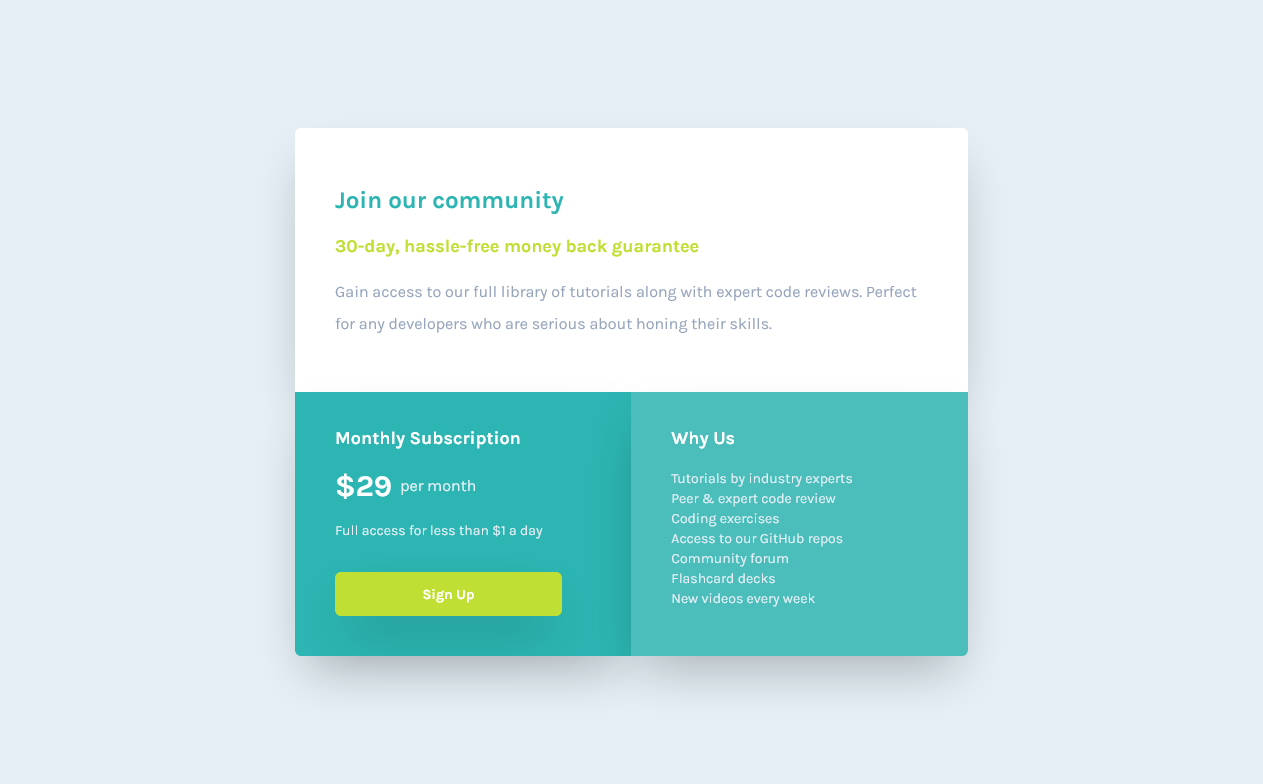 Join our community
30-day, hassle-free money back guarantee
Gain access to our full library of tutorials along with expert code reviews. Perfect
for any developers who are serious about honing their skills.
Monthly Subscription
$29 per month
Full access for less than $1 a day
Sign Up
Why Us
Tutorials by industry experts
Peer & expert code review
Coding exercises
Access to our GitHub repos
Community forum
Flashcard decks
New videos every week